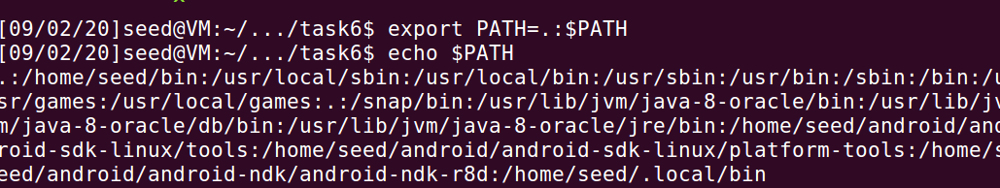 [09/02/20]seed@VM:~/.../task6$ export PATH=.:$PATH
[09/02/20]seed@VM:~/.../task6$ echo $PATH
.:/home/seed/bin:/usr/local/sbin:/usr/local/bin:/usr/sbin:/usr/bin:/sbin:/bin:/u
sr/games:/usr/local/games:.:/snap/bin:/usr/lib/jvm/java-8-oracle/bin:/usr/lib/jv
m/java-8-oracle/db/bin:/usr/lib/jvm/java-8-oracle/jre/bin:/home/seed/android/and
roid-sdk-linux/tools:/home/seed/android/android-sdk-linux/platform-tools:/home/s
eed/android/android-ndk/android-ndk-r8d:/home/seed/.local/bin